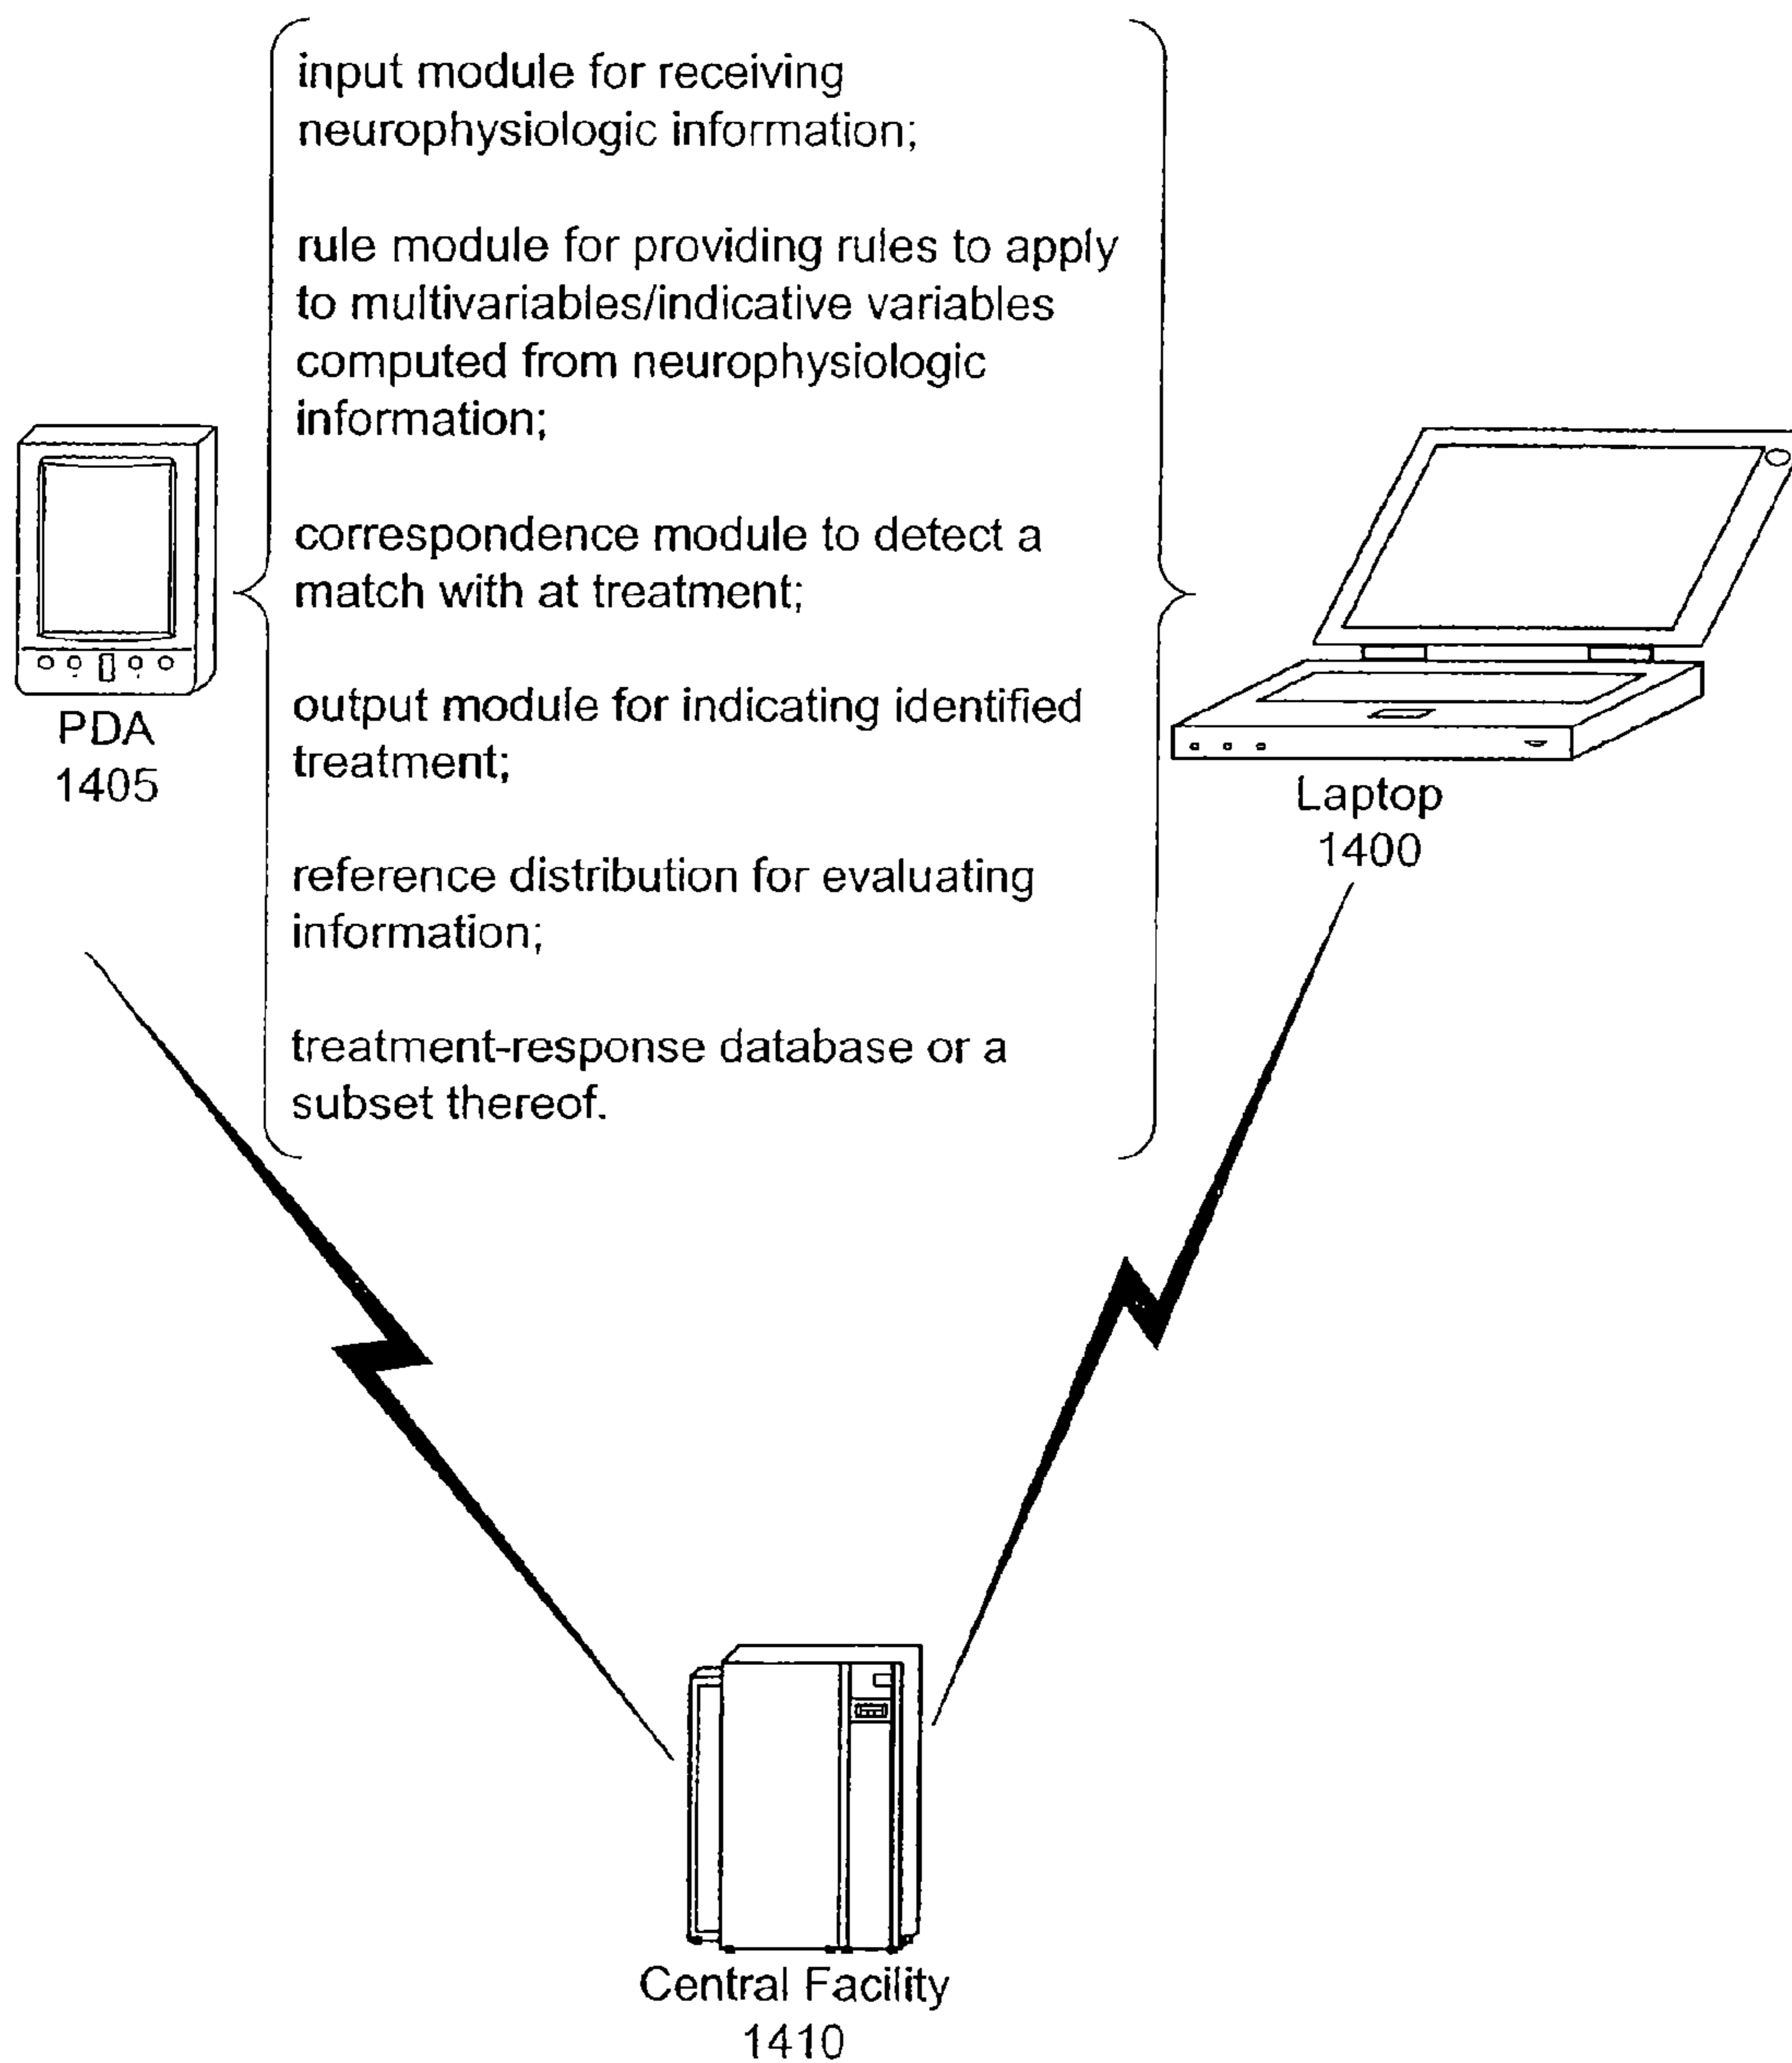 input module for receiving
neurophysiologic information;
rule module for providing rules to apply
to multivariables/indicative variables
computed from neurophysiologic
information;
correspondence module to detect a
match with at treatment;
output module for indicating identified
treatment;
reference distribution for evaluating
information;
treatment-response database or a
subset thereof.
PDA
1405
Laptop
1400
Central Facility
1410